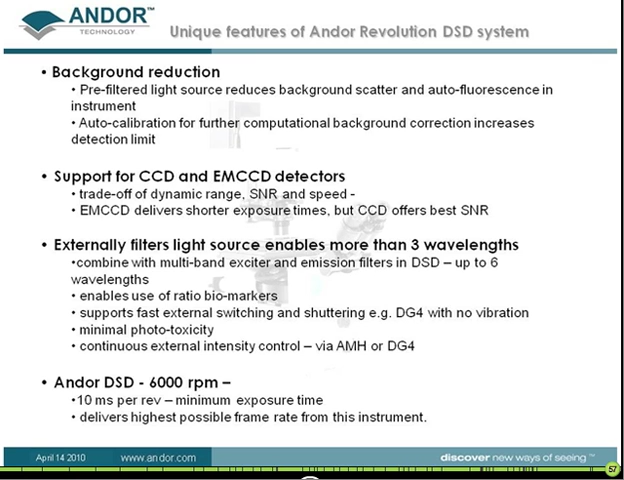 ANDOR™
TECHNOLOGY
Unique features of Andor Revolution DSD system
• Background reduction
• Pre-filtered light source reduces background scatter and auto-fluorescence in
instrument
• Auto-calibration for further computational background correction increases
detection limit
• Support for CCD and EMCCD detectors
• trade-off of dynamic range, SNR and speed -
• EMCCD delivers shorter exposure times, but CCD offers best SNR
• Externally filters light source enables more than 3 wavelengths
•combine with multi-band exciter and emission filters in DSD – up to 6
wavelengths
• enables use of ratio bio-markers
• supports fast external switching and shuttering e.g. DG4 with no vibration
• minimal photo-toxicity
• continuous external intensity control – via AMH or DG4
• Andor DSD - 6000 rpm –
•10 ms per rev – minimum exposure time
• delivers highest possible frame rate from this instrument.
April 14 2010 www.andor.com discover new ways of seeing™
57